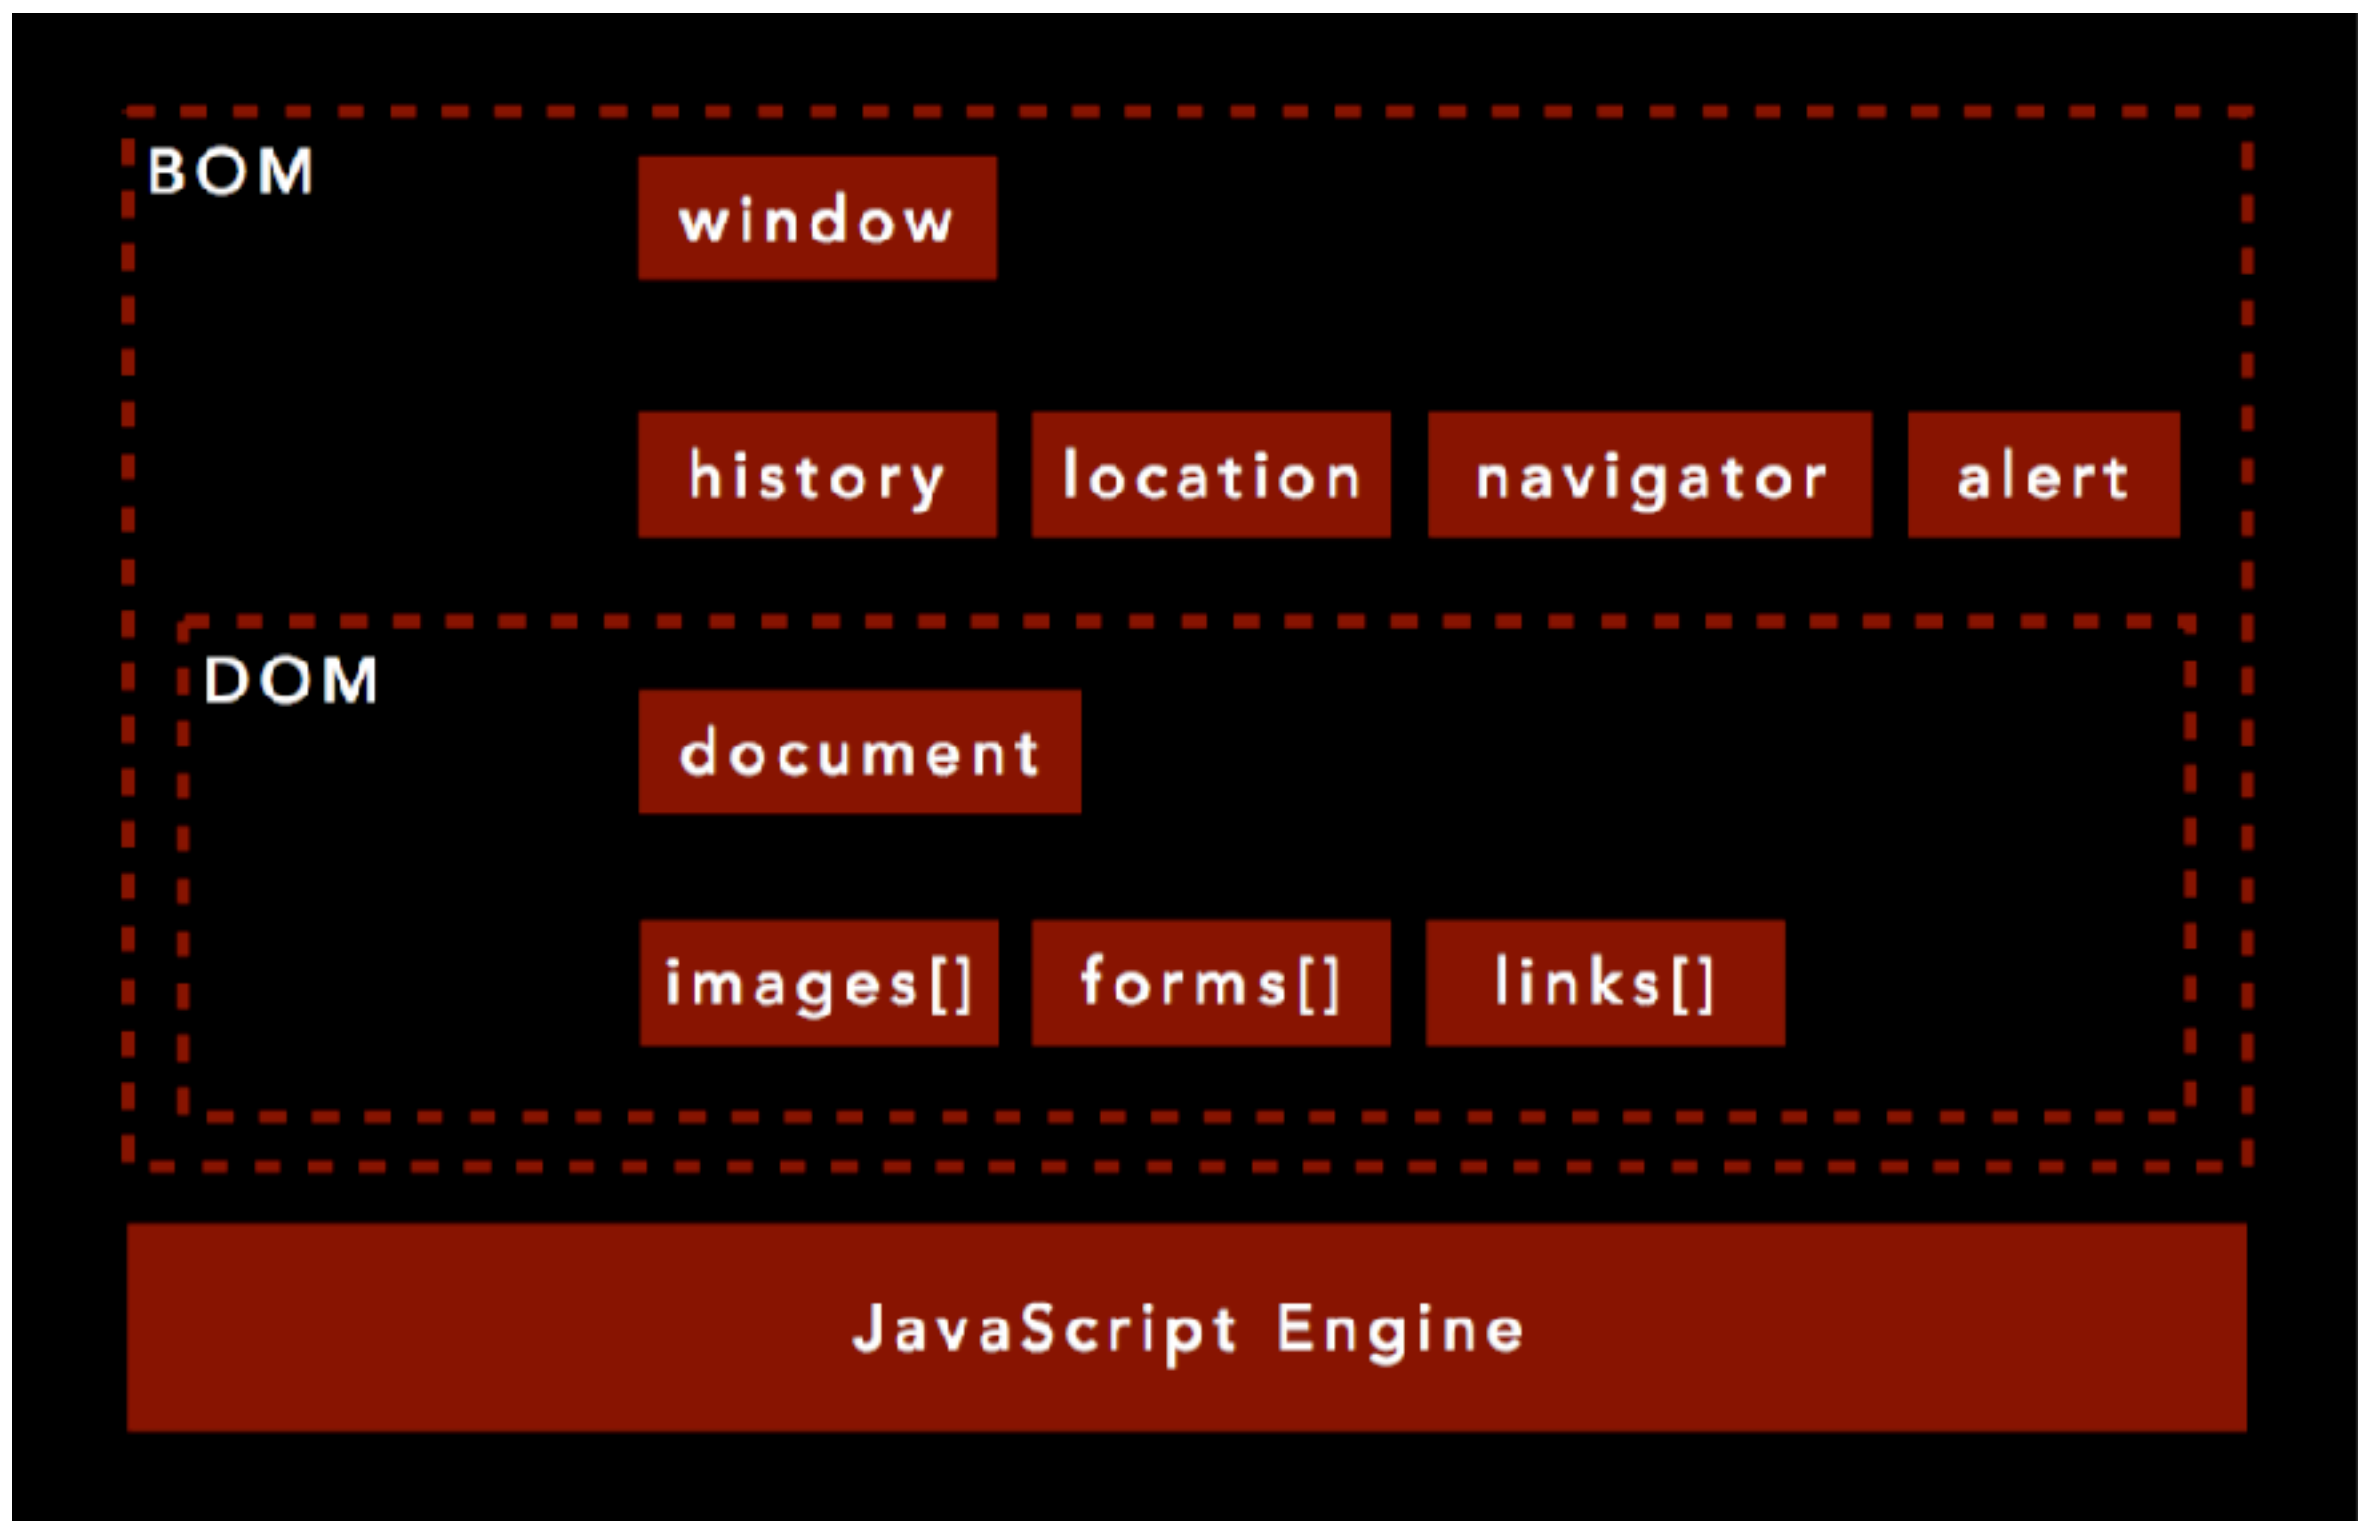 BOM
window
history location navigator alert
DOM
document
images[] forms[] links[]
JavaScript Engine